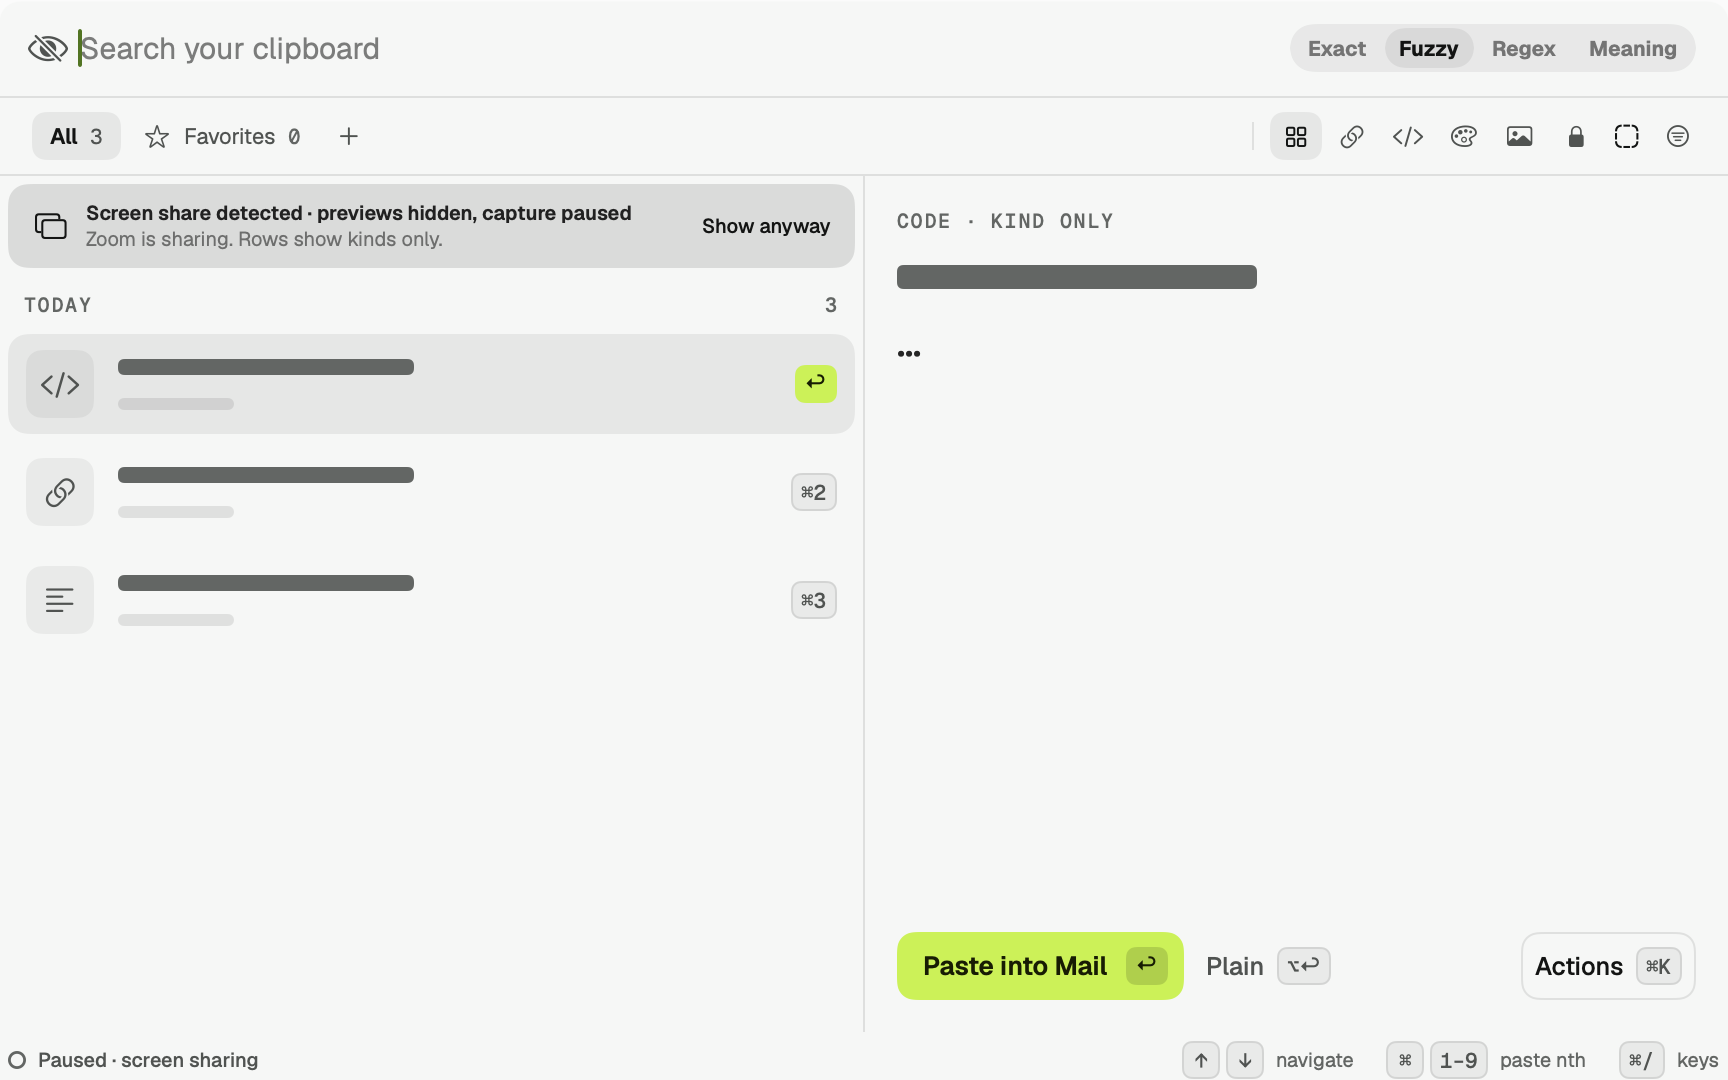 Search your clipboard
Exact Fuzzy Regex Meaning
All 3 Favorites 0 +
Screen share detected · previews hidden, capture paused
Zoom is sharing. Rows show kinds only.
Show anyway
TODAY 3
⌘2
⌘3
CODE · KIND ONLY
•••
Paste into Mail ↩ Plain ⌥↩ Actions ⌘K
Paused · screen sharing
↑ ↓ navigate ⌘ 1–9 paste nth ⌘/ keys